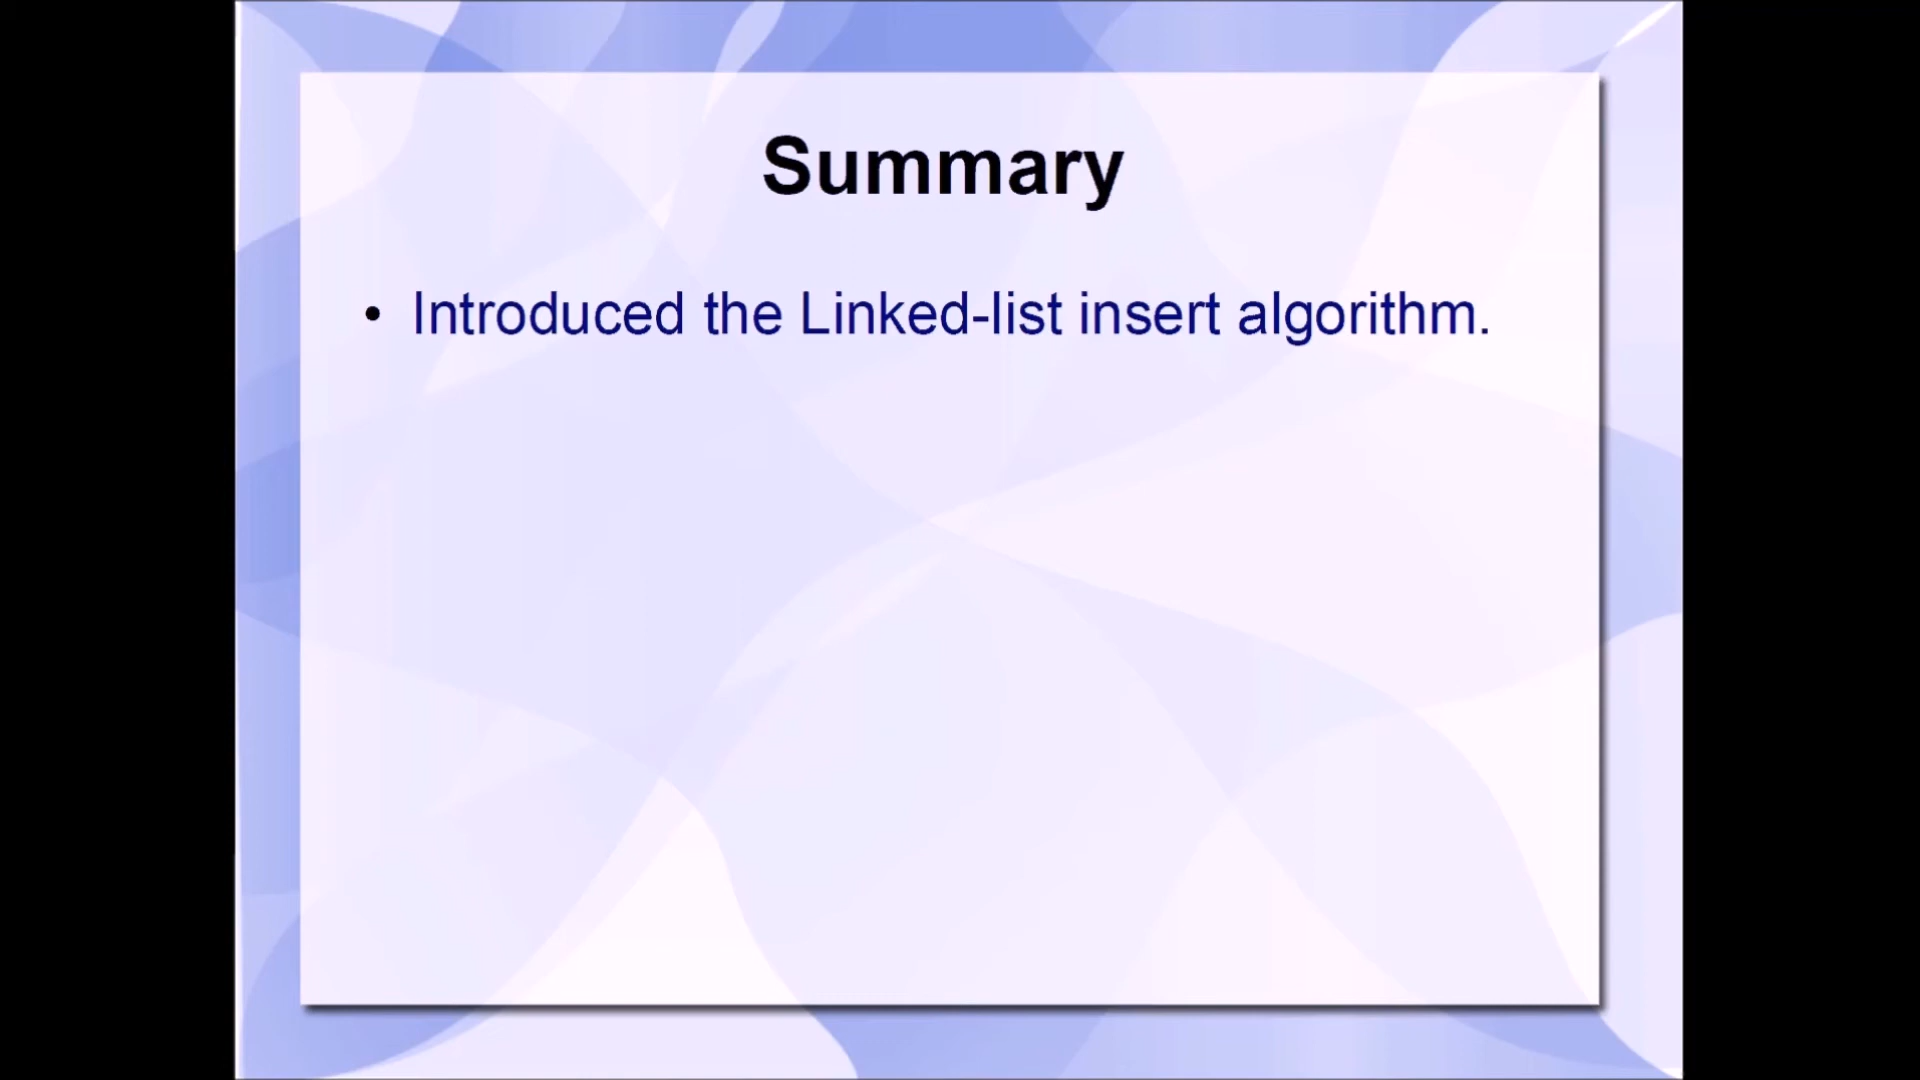 Summary
• Introduced the Linked-list insert algorithm.